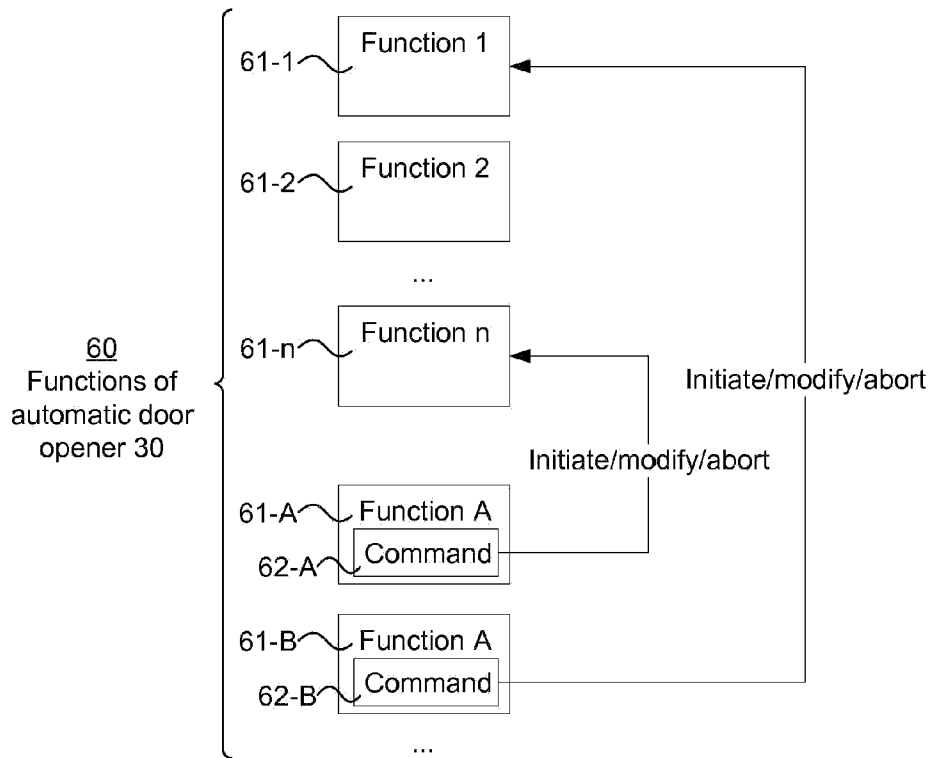 61-1
Function 1
61-2
Function 2
...
61-n
Function n
60
Functions of
automatic door
opener 30
Initiate/modify/abort
Initiate/modify/abort
61-A
Function A
62-A
Command
61-B
Function A
62-B
Command
...